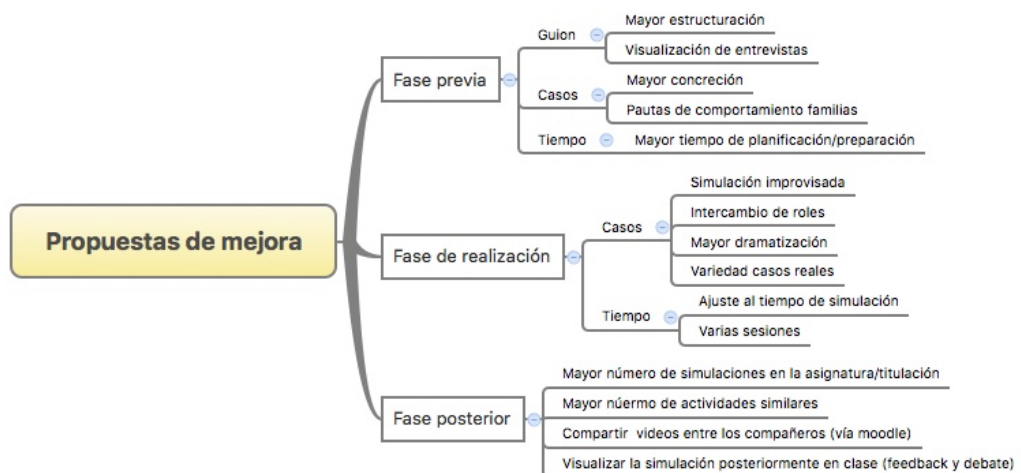 Propuestas de mejora
Fase previa
Guion
Mayor estructuración
Visualización de entrevistas
Casos
Mayor concreción
Pautas de comportamiento familias
Tiempo
Mayor tiempo de planificación/preparación
Fase de realización
Casos
Simulación improvisada
Intercambio de roles
Mayor dramatización
Variedad casos reales
Tiempo
Ajuste al tiempo de simulación
Varias sesiones
Fase posterior
Mayor número de simulaciones en la asignatura/titulación
Mayor núermo de actividades similares
Compartir videos entre los compañeros (vía moodle)
Visualizar la simulación posteriormente en clase (feedback y debate)